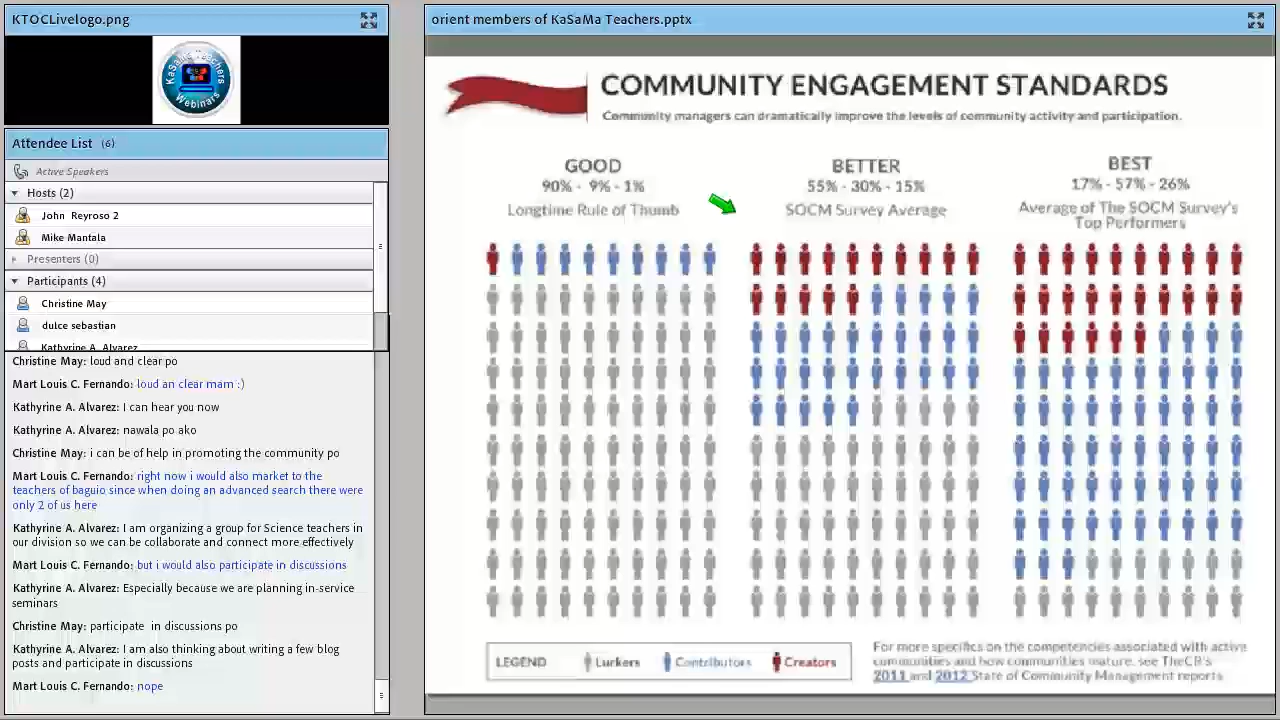 KTOCLivelogo.png
KaSaMa Teachers
Webinars
Attendee List (6)
Active Speakers
Hosts (2)
John Reyroso 2
Mike Mantala
Presenters (0)
Participants (4)
Christine May
dulce sebastian
Kathyrine A. Alvarez
Christine May: loud and clear po
Mart Louis C. Fernando: loud an clear mam :)
Kathyrine A. Alvarez: I can hear you now
Kathyrine A. Alvarez: nawala po ako
Christine May: i can be of help in promoting the community po
Mart Louis C. Fernando: right now i would also market to the
teachers of baguio since when doing an advanced search there were
only 2 of us here
Kathyrine A. Alvarez: I am organizing a group for Science teachers in
our division so we can be collaborate and connect more effectively
Mart Louis C. Fernando: but i would also participate in discussions
Kathyrine A. Alvarez: Especially because we are planning in-service
seminars
Christine May: participate in discussions po
Kathyrine A. Alvarez: I am also thinking about writing a few blog
posts and participate in discussions
Mart Louis C. Fernando: nope
orient members of KaSaMa Teachers.pptx
COMMUNITY ENGAGEMENT STANDARDS
Community managers can dramatically improve the levels of community activity and participation.
GOOD
90% - 9% - 1%
Longtime Rule of Thumb
BETTER
55% - 30% - 15%
SOCM Survey Average
BEST
17% - 57% - 26%
Average of The SOCM Survey's
Top Performers
LEGEND Lurkers Contributors Creators
For more specifics on the competencies associated with active
communities and how communities mature, see TheCR's
2011 and 2012 State of Community Management reports